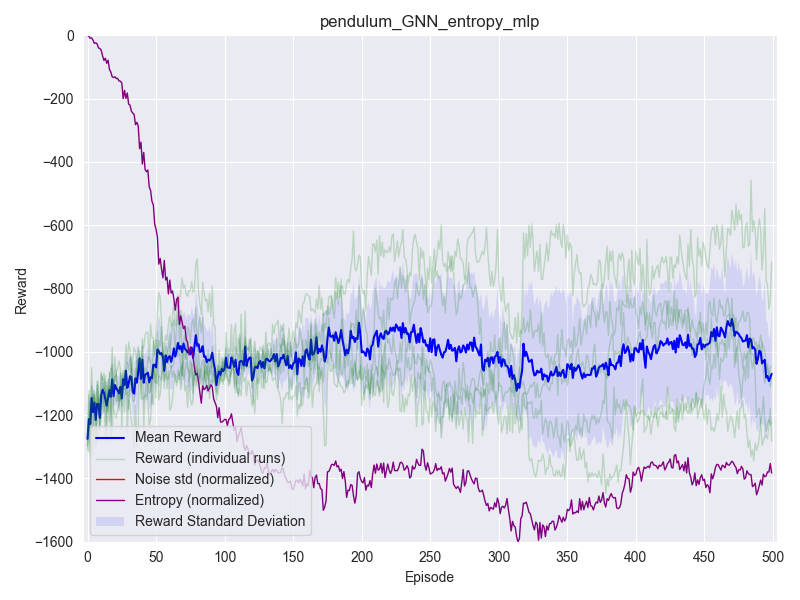 pendulum_GNN_entropy_mlp
Reward
0
−200
−400
−600
−800
−1000
−1200
−1400
−1600
Mean Reward
Reward (individual runs)
Noise std (normalized)
Entropy (normalized)
Reward Standard Deviation
0 50 100 150 200 250 300 350 400 450 500
Episode